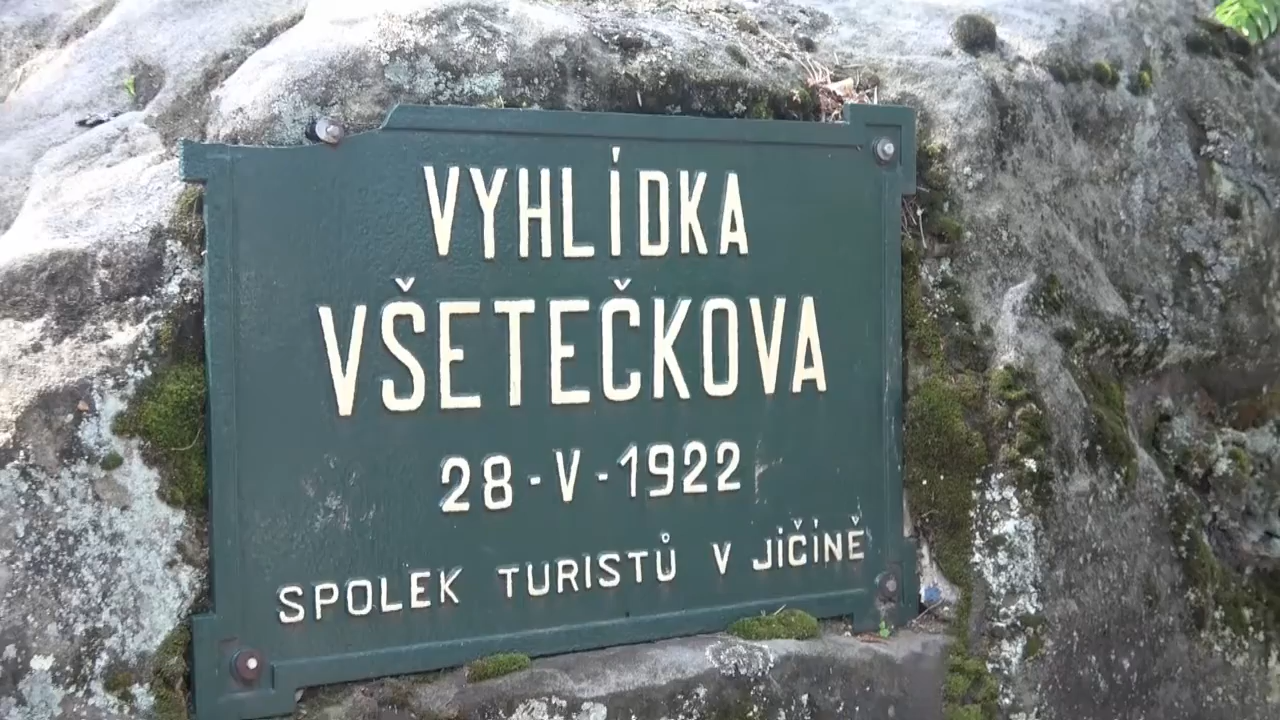 VYHLÍDKA
VŠETEČKOVA
28-V-1922
SPOLEK TURISTŮ V JIČÍNĚ